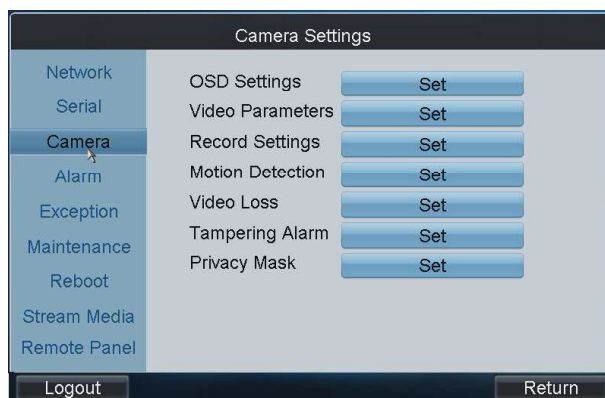 Camera Settings
Network
Serial
Camera
Alarm
Exception
Maintenance
Reboot
Stream Media
Remote Panel
OSD Settings Set
Video Parameters Set
Record Settings Set
Motion Detection Set
Video Loss Set
Tampering Alarm Set
Privacy Mask Set
Logout Return